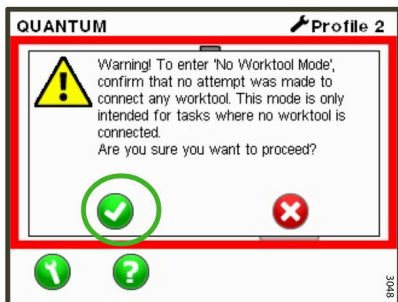 QUANTUM
Profile 2
Warning! To enter 'No Worktool Mode',
confirm that no attempt was made to
connect any worktool. This mode is only
intended for tasks where no worktool is
connected.
Are you sure you want to proceed?
?
3048